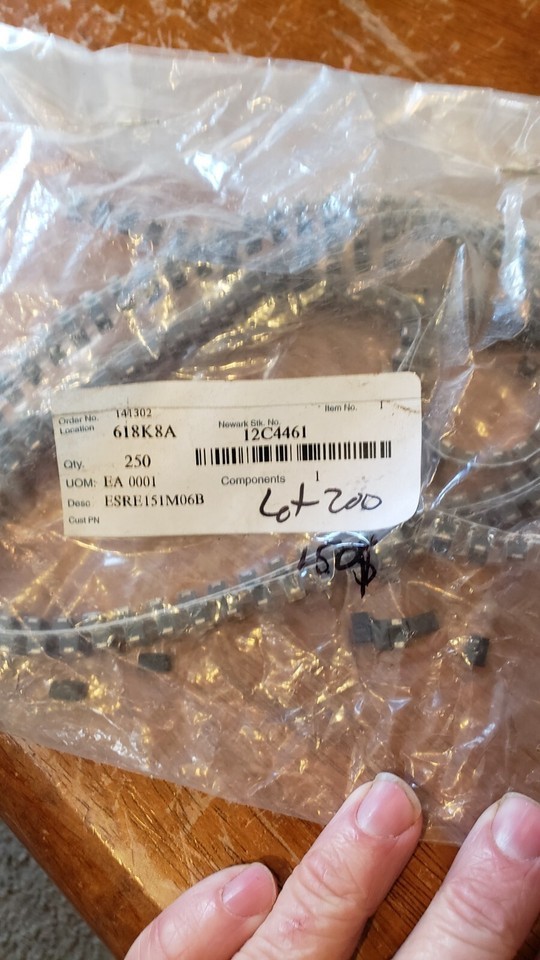 Order No. 141302 Item No. 1
Location 618K8A Newark Stk. No. 12C4461
Qty. 250
UOM: EA 0001 Components 1
Desc ESRE151M06B
Cust PN
Lot 200
150$